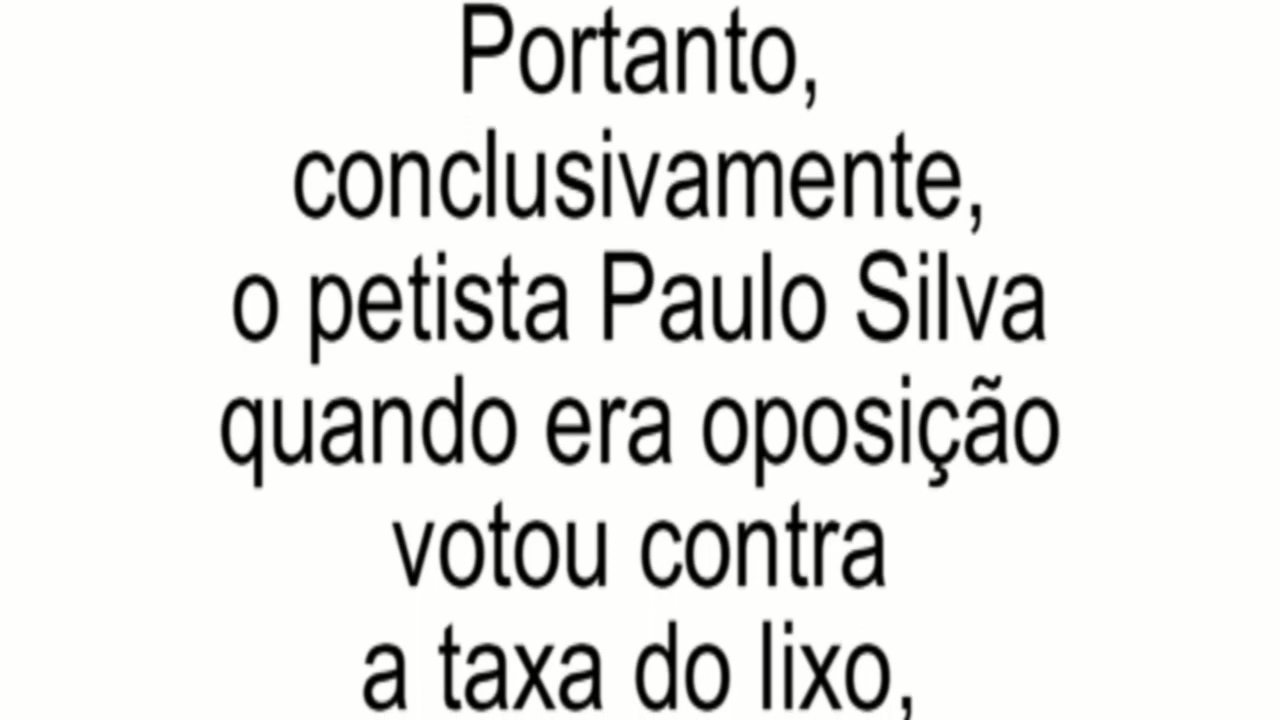 Portanto,
conclusivamente,
o petista Paulo Silva
quando era oposição
votou contra
a taxa do lixo,